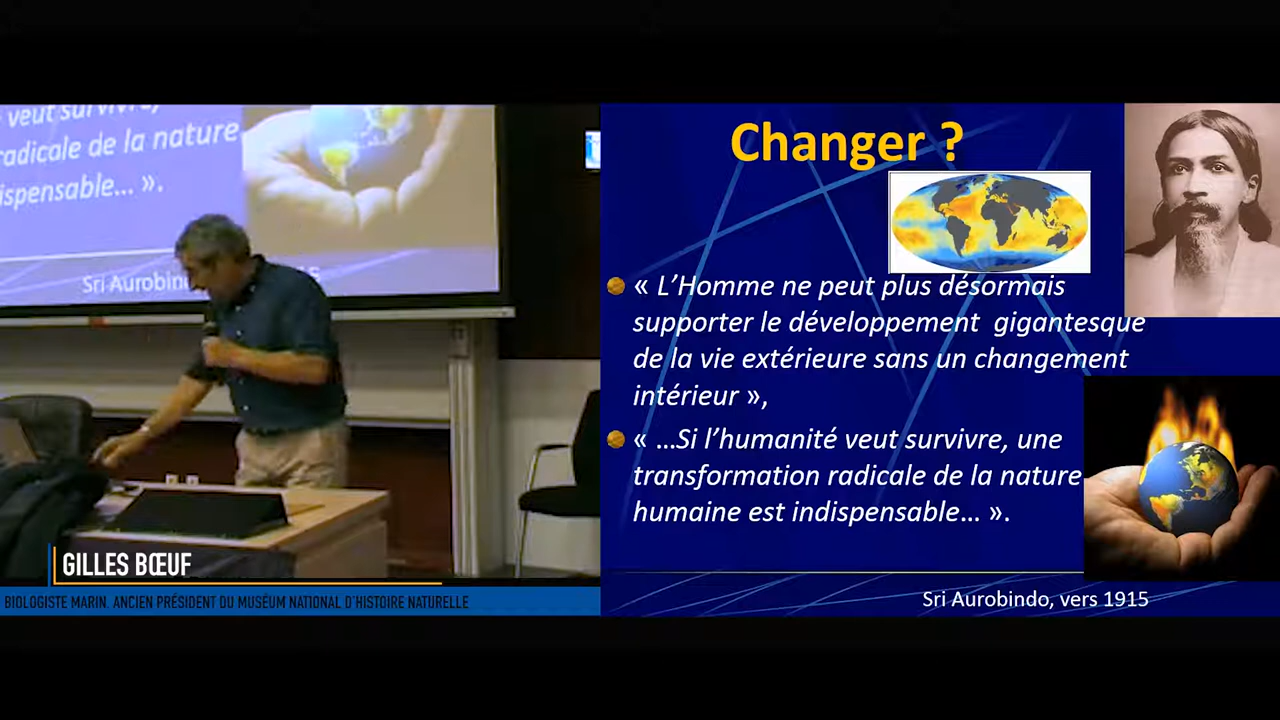 veut survivre,
radicale de la nature
ispensable... ».
Sri Aurobin
GILLES BŒUF
BIOLOGISTE MARIN. ANCIEN PRÉSIDENT DU MUSÉUM NATIONAL D'HISTOIRE NATURELLE
Changer ?
« L'Homme ne peut plus désormais
supporter le développement gigantesque
de la vie extérieure sans un changement
intérieur »,
« ...Si l'humanité veut survivre, une
transformation radicale de la nature
humaine est indispensable... ».
Sri Aurobindo, vers 1915